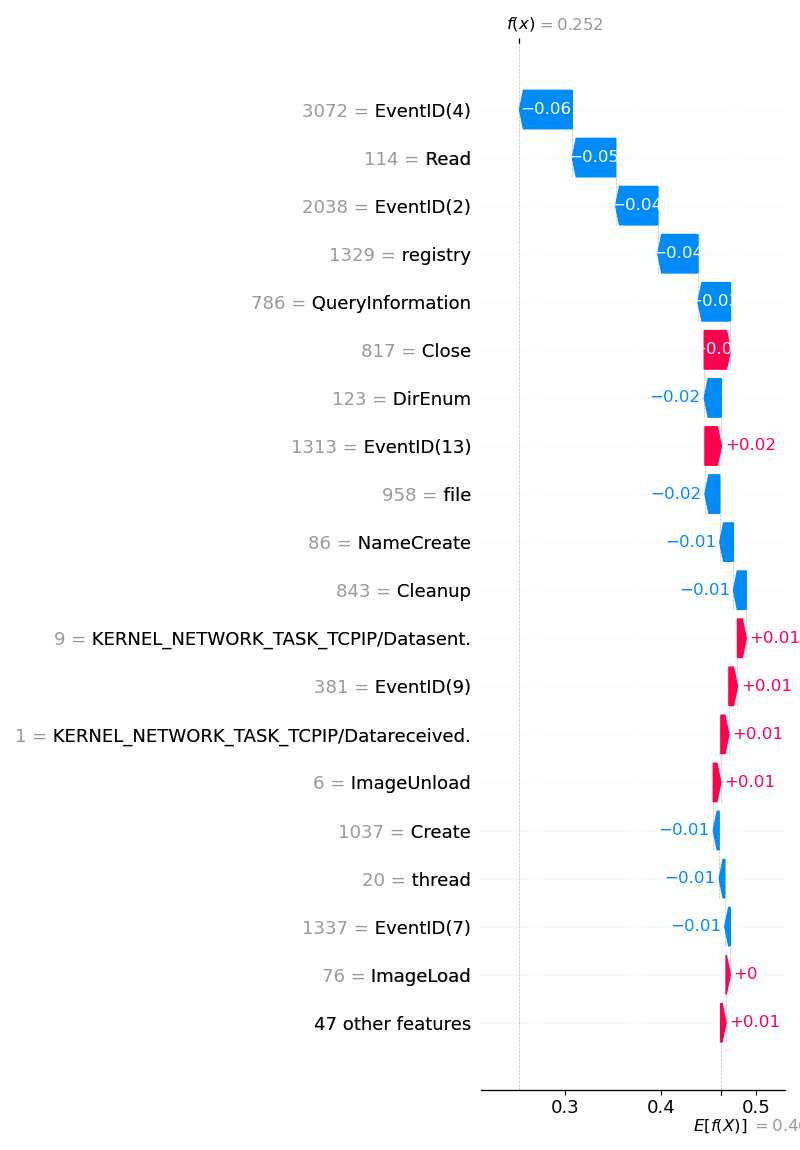 f(x) = 0.252
3072 = EventID(4) −0.06
114 = Read −0.05
2038 = EventID(2) −0.04
1329 = registry −0.04
786 = QueryInformation
817 = Close
123 = DirEnum −0.02
1313 = EventID(13) +0.02
958 = file −0.02
86 = NameCreate −0.01
843 = Cleanup −0.01
9 = KERNEL_NETWORK_TASK_TCPIP/Datasent. +0.01
381 = EventID(9) +0.01
1 = KERNEL_NETWORK_TASK_TCPIP/Datareceived. +0.01
6 = ImageUnload +0.01
1037 = Create −0.01
20 = thread −0.01
1337 = EventID(7) −0.01
76 = ImageLoad +0
47 other features +0.01
0.3 0.4 0.5
E[f(X)] =